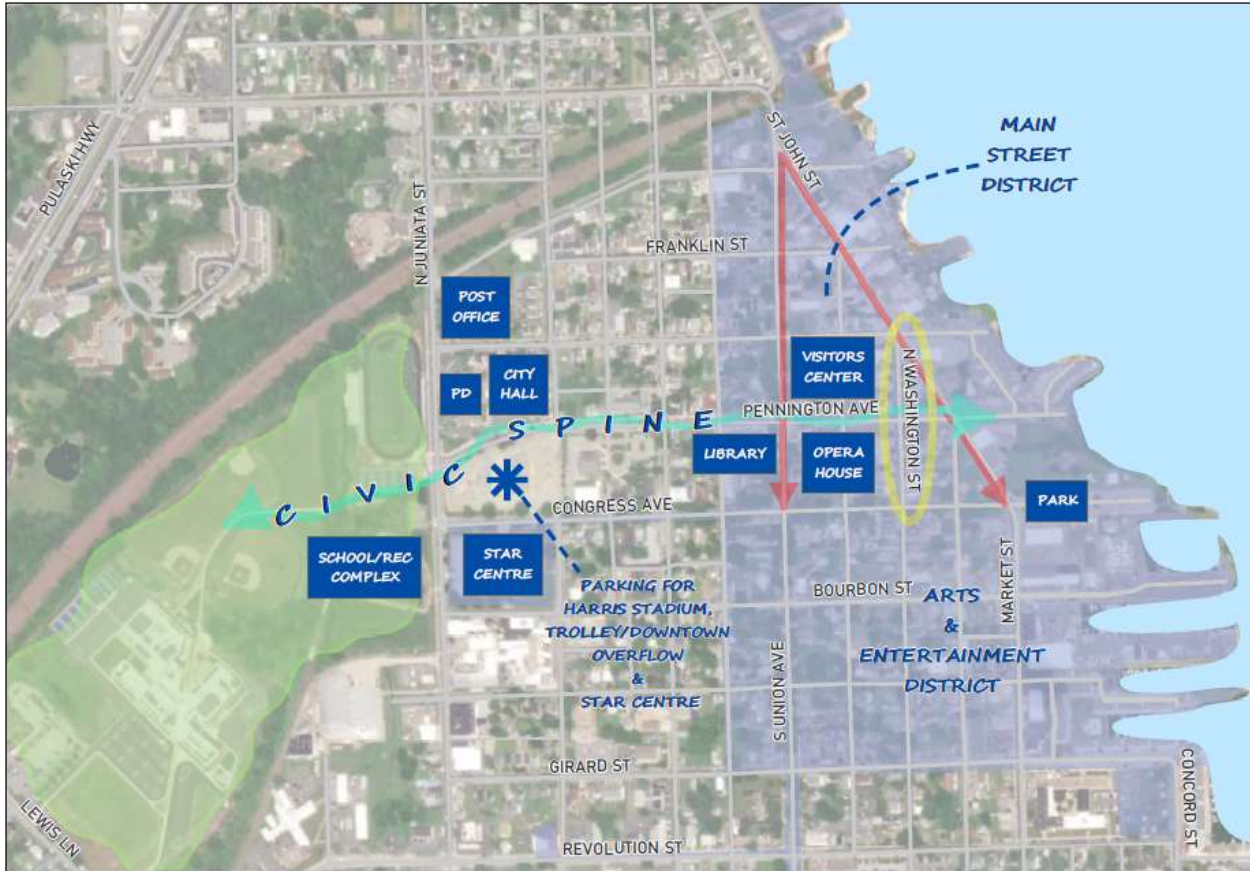 PULASKI HWY
N JUNIATA ST
ST JOHN ST
MAIN
STREET
DISTRICT
FRANKLIN ST
POST
OFFICE
PD
CITY
HALL
VISITORS
CENTER
N WASHINGTON ST
PENNINGTON AVE
CIVIC SPINE
LIBRARY
OPERA
HOUSE
CONGRESS AVE
PARK
SCHOOL/REC
COMPLEX
STAR
CENTRE
PARKING FOR
HARRIS STADIUM,
TROLLEY/DOWNTOWN
OVERFLOW
&
STAR CENTRE
BOURBON ST
MARKET ST
ARTS
&
ENTERTAINMENT
DISTRICT
S UNION AVE
GIRARD ST
CONCORD ST
LEWIS LN
REVOLUTION ST